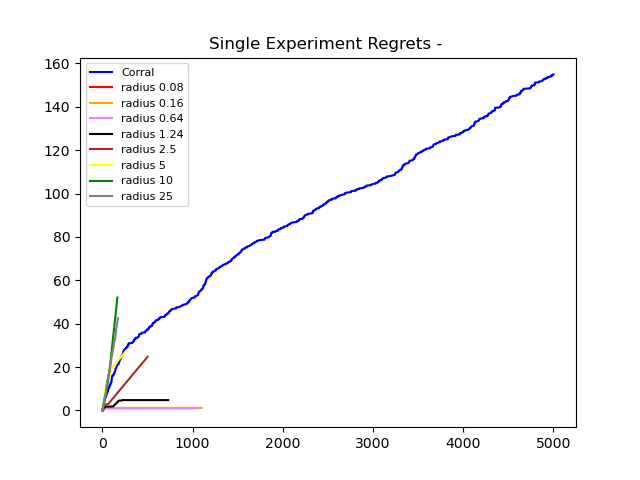 Single Experiment Regrets -
160
140
120
100
80
60
40
20
0
Corral
radius 0.08
radius 0.16
radius 0.64
radius 1.24
radius 2.5
radius 5
radius 10
radius 25
0 1000 2000 3000 4000 5000